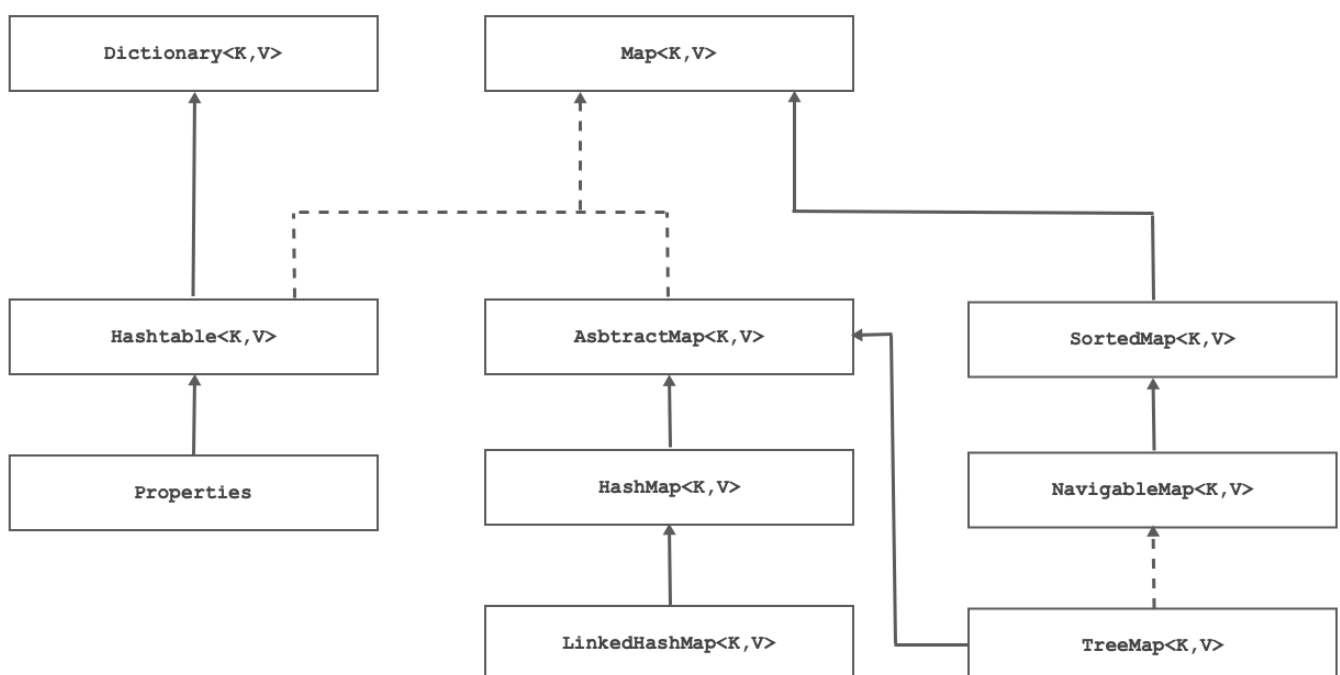 Dictionary<K,V>
Map<K,V>
Hashtable<K,V>
AsbtractMap<K,V>
SortedMap<K,V>
Properties
HashMap<K,V>
NavigableMap<K,V>
LinkedHashMap<K,V>
TreeMap<K,V>